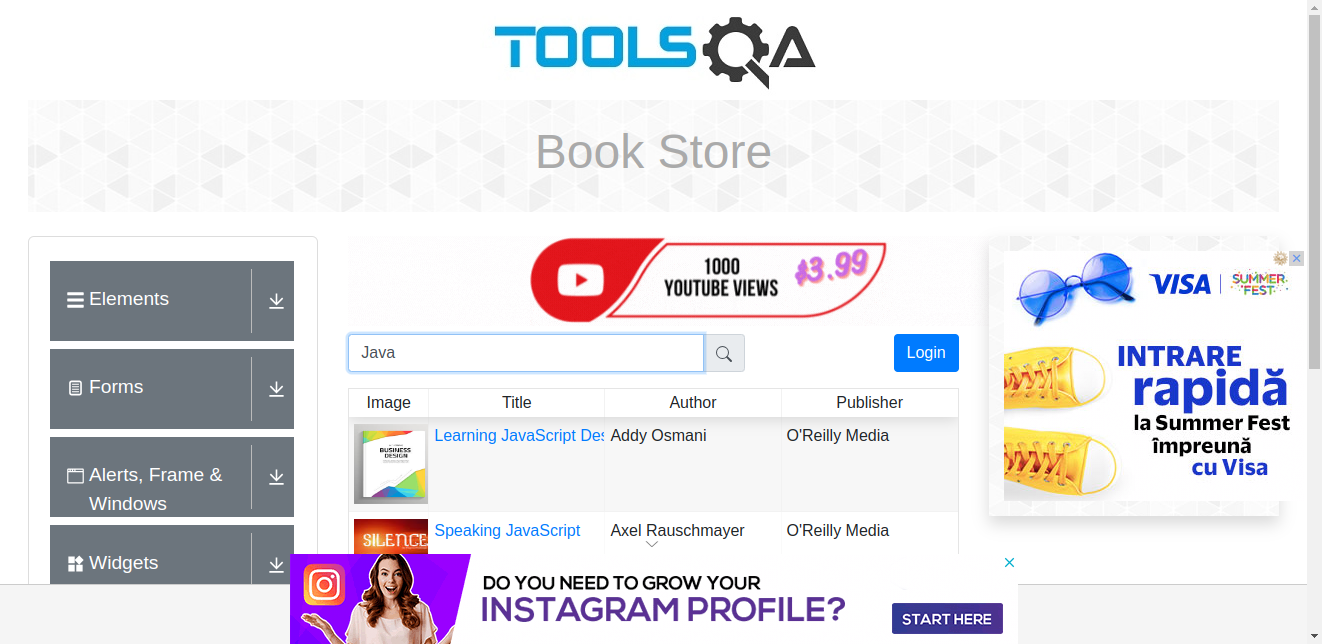 TOOLSQA
Book Store
Elements
Forms
Alerts, Frame &
Windows
Widgets
1000
YOUTUBE VIEWS
$3.99
Java
Login
Image Title Author Publisher
Learning JavaScript Des Addy Osmani O'Reilly Media
BUSINESS
DESIGN
Speaking JavaScript Axel Rauschmayer O'Reilly Media
SILENCE
VISA
SUMMER
FEST
INTRARE
rapidă
la Summer Fest
împreună
cu Visa
DO YOU NEED TO GROW YOUR
INSTAGRAM PROFILE?
START HERE